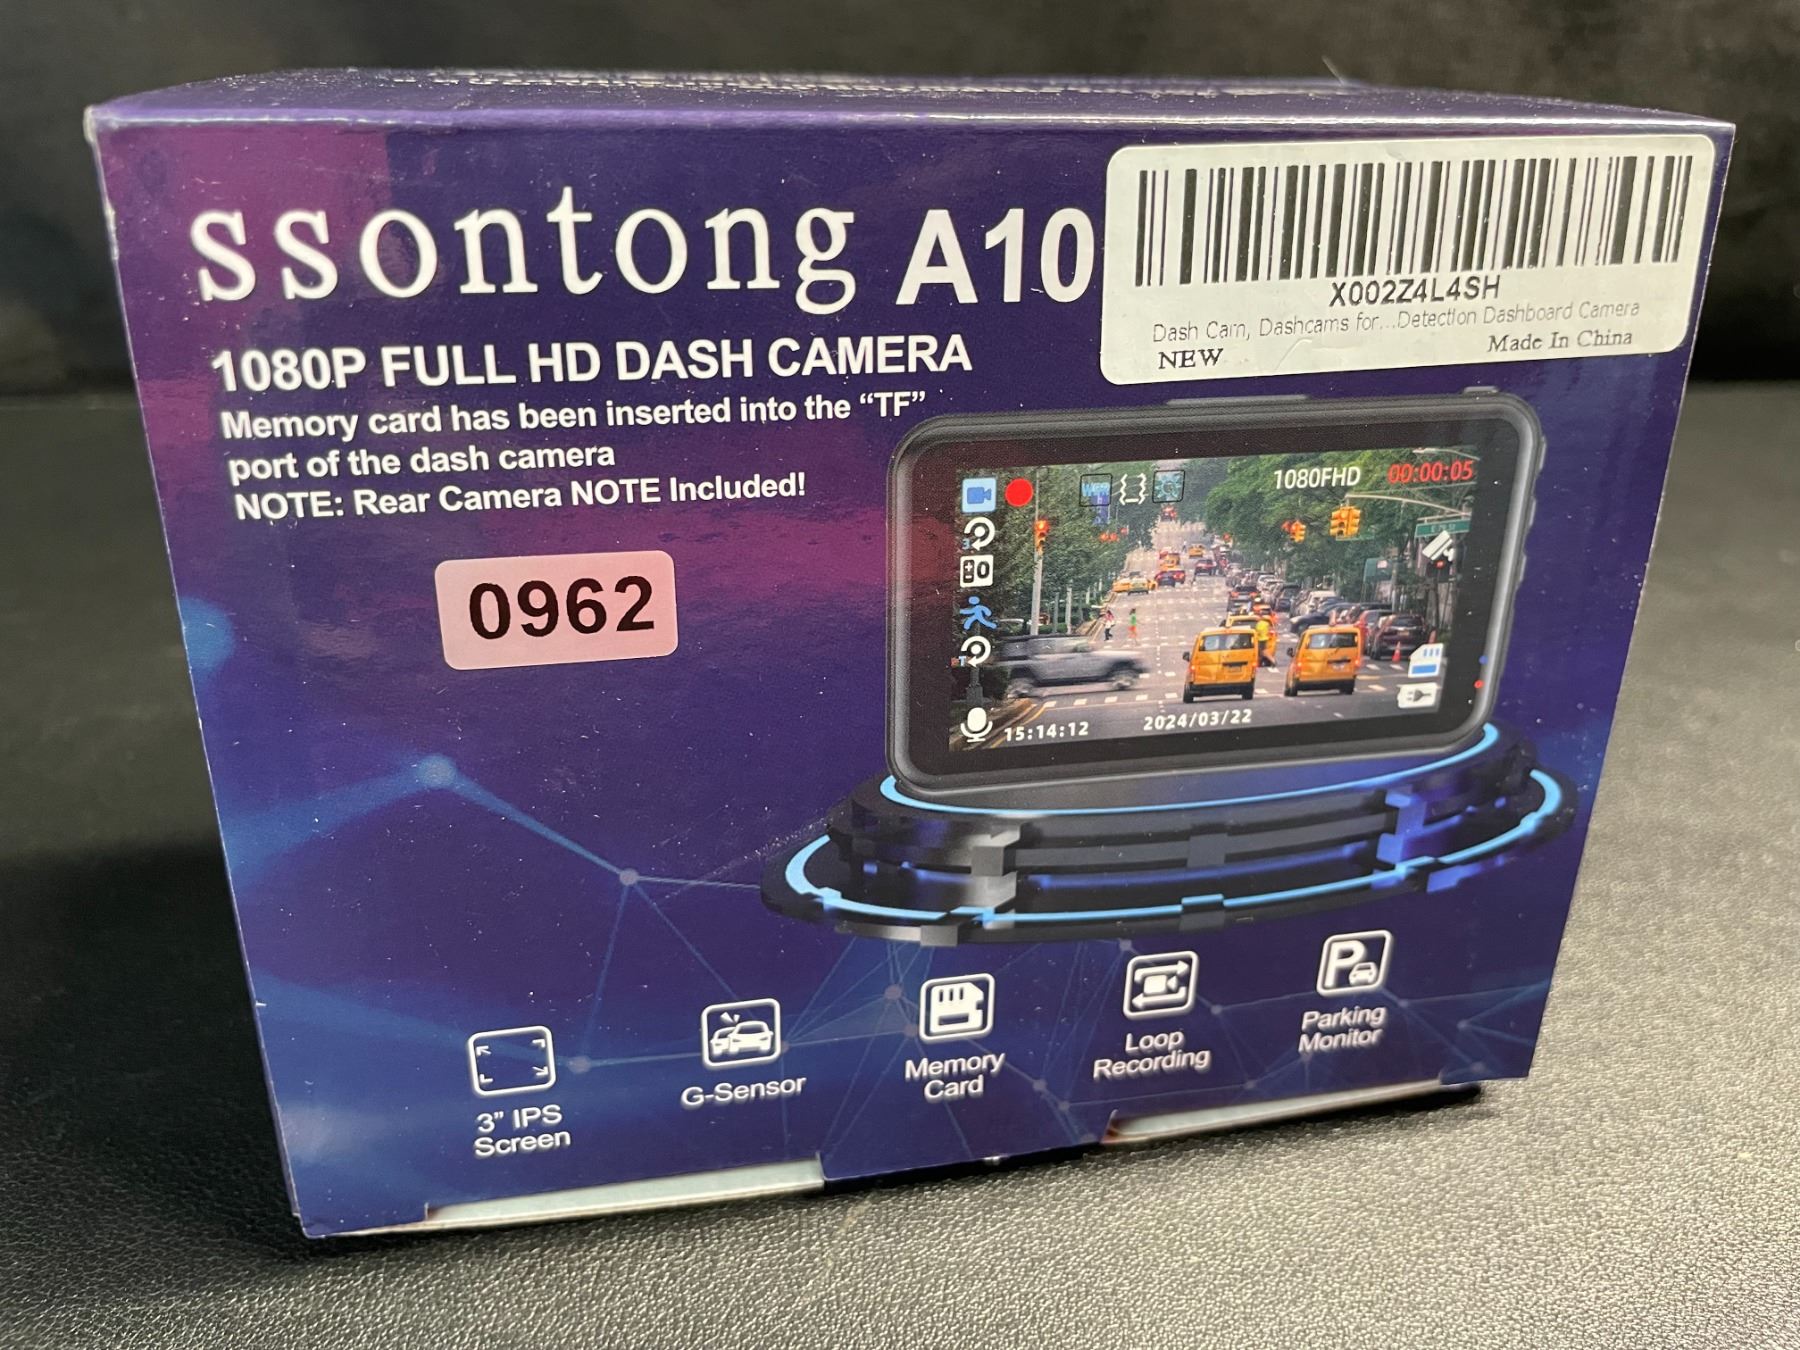 ssontong A10
X002Z4L4SH
Dash Cam, Dashcams for...Detection Dashboard Camera
NEW
Made In China
1080P FULL HD DASH CAMERA
Memory card has been inserted into the “TF”
port of the dash camera
NOTE: Rear Camera NOTE Included!
0962
1080FHD 00:00:05
15:14:12 2024/03/22
3” IPS
Screen
G-Sensor
Memory
Card
Loop
Recording
P
Parking
Monitor